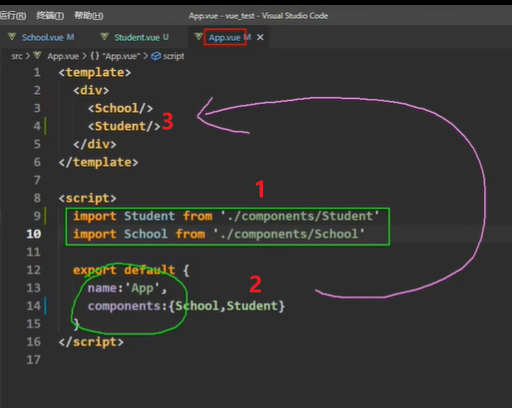 运行(R) 终端(T) 帮助(H) App.vue - vue_test - Visual Studio Code
School.vue M Student.vue U App.vue M ×
src > App.vue > {} "App.vue" > script
1 <template>
2 <div>
3 <School/>
4 <Student/> 3
5 </div>
6 </template>
7
8 <script>
1
9 import Student from './components/Student'
10 import School from './components/School'
11
12 export default {
13 name:'App', 2
14 components:{School,Student}
15 }
16 </script>
17